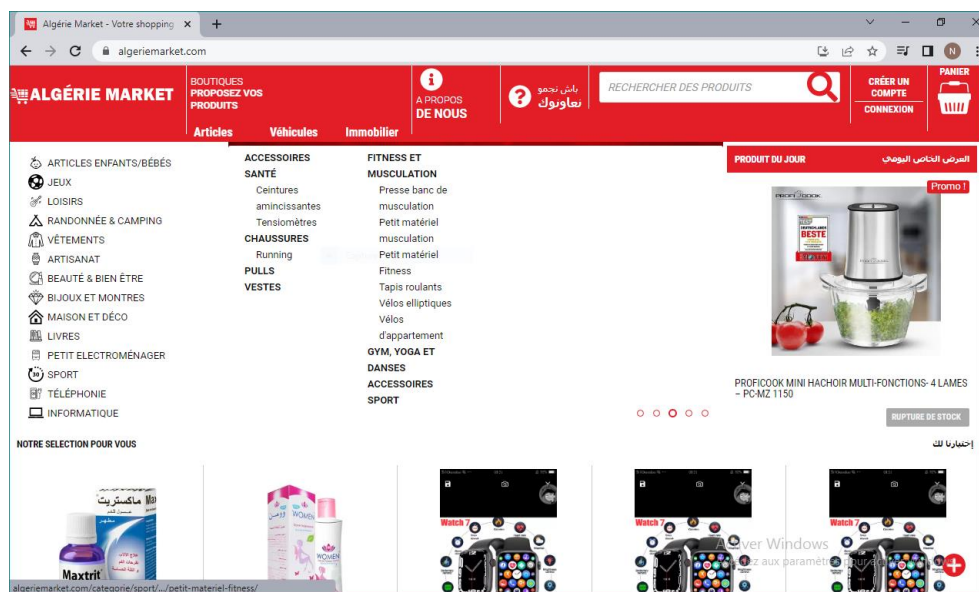 Algérie Market - Votre shopping
algeriemarket.com
N
ALGÉRIE MARKET
BOUTIQUES
PROPOSEZ VOS
PRODUITS
Articles Véhicules Immobilier
A PROPOS
DE NOUS
باش نجمو
نعاونوك
RECHERCHER DES PRODUITS
CRÉER UN
COMPTE
CONNEXION
PANIER
ARTICLES ENFANTS/BÉBÉS
JEUX
LOISIRS
RANDONNÉE & CAMPING
VÊTEMENTS
ARTISANAT
BEAUTÉ & BIEN ÊTRE
BIJOUX ET MONTRES
MAISON ET DÉCO
LIVRES
PETIT ELECTROMÉNAGER
SPORT
TÉLÉPHONIE
INFORMATIQUE
ACCESSOIRES
SANTÉ
Ceintures
amincissantes
Tensiomètres
CHAUSSURES
Running
PULLS
VESTES
FITNESS ET
MUSCULATION
Presse banc de
musculation
Petit matériel
musculation
Petit matériel
Fitness
Tapis roulants
Vélos elliptiques
Vélos
d'appartement
GYM, YOGA ET
DANSES
ACCESSOIRES
SPORT
PRODUIT DU JOUR العرض الخاص اليومي
Promo !
PROFI COOK
BESTE
PROFICOOK MINI HACHOIR MULTI-FONCTIONS- 4 LAMES
– PC-MZ 1150
RUPTURE DE STOCK
NOTRE SELECTION POUR VOUS إختيارنا لك
ماكستريت
Maxtrit
WOMEN
WOMEN
Watch 7
Watch 7
Watch 7
algeriemarket.com/categorie/sport/.../petit-materiel-fitness/